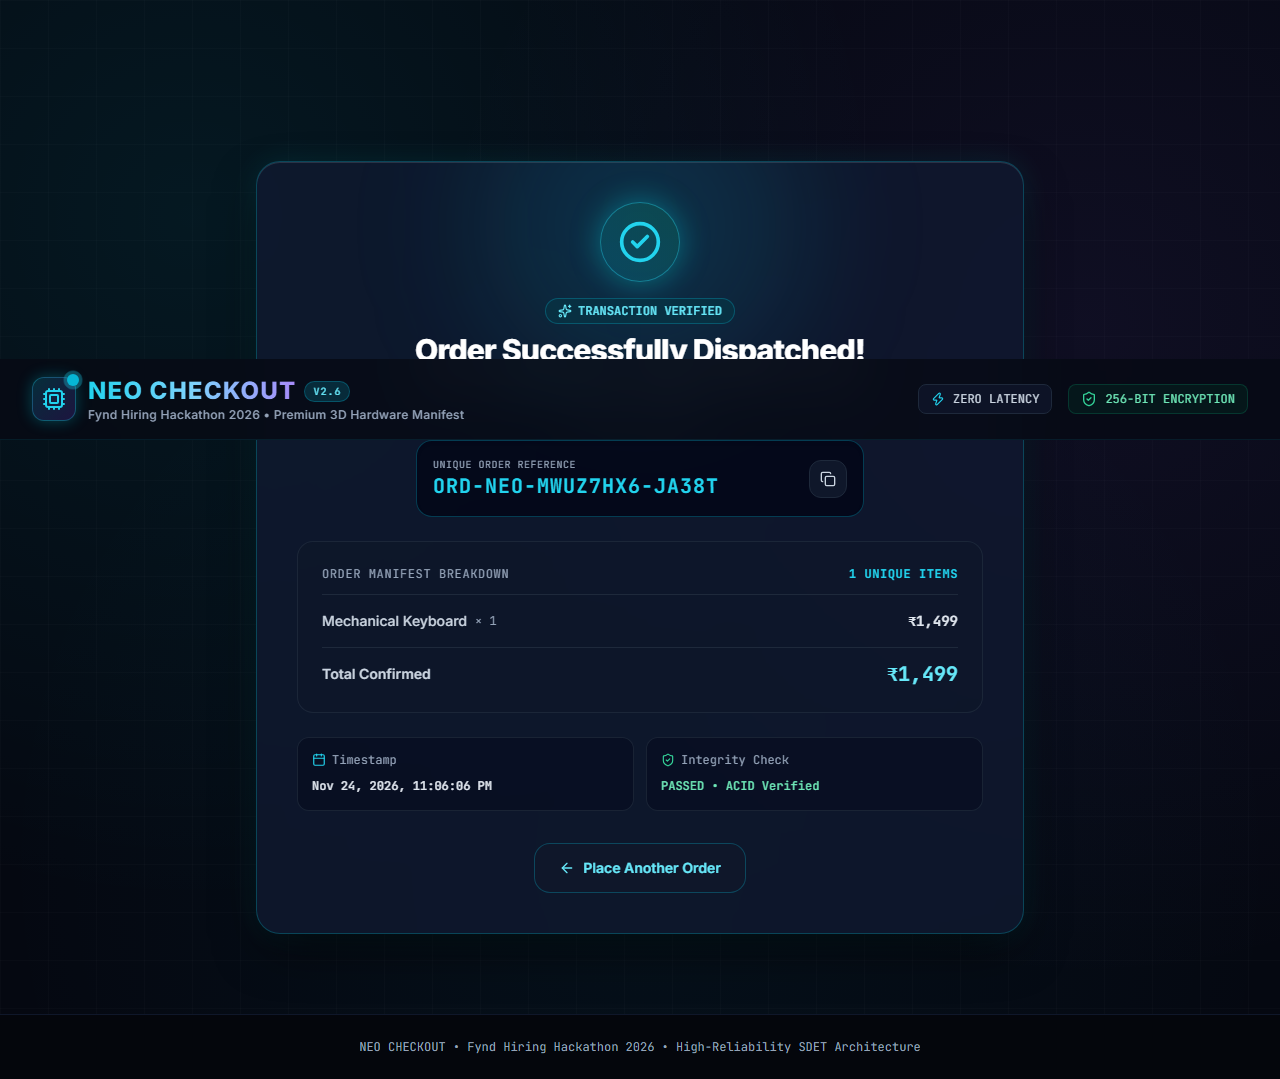 TRANSACTION VERIFIED
Order Successfully Dispatched!
NEO CHECKOUT V2.6
Fynd Hiring Hackathon 2026 • Premium 3D Hardware Manifest
ZERO LATENCY
256-BIT ENCRYPTION
UNIQUE ORDER REFERENCE
ORD-NEO-MWUZ7HX6-JA38T
ORDER MANIFEST BREAKDOWN 1 UNIQUE ITEMS
Mechanical Keyboard × 1 ₹1,499
Total Confirmed ₹1,499
Timestamp
Nov 24, 2026, 11:06:06 PM
Integrity Check
PASSED • ACID Verified
Place Another Order
NEO CHECKOUT • Fynd Hiring Hackathon 2026 • High-Reliability SDET Architecture